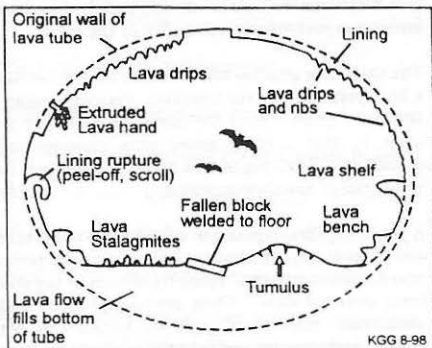 Original wall of
lava tube
Lining
Lava drips
Lava drips
and ribs
Extruded
Lava hand
Lining rupture
(peel-off, scroll)
Lava shelf
Fallen block
welded to floor
Lava
bench
Lava
Stalagmites
Tumulus
Lava flow
fills bottom
of tube
KGG 8-98